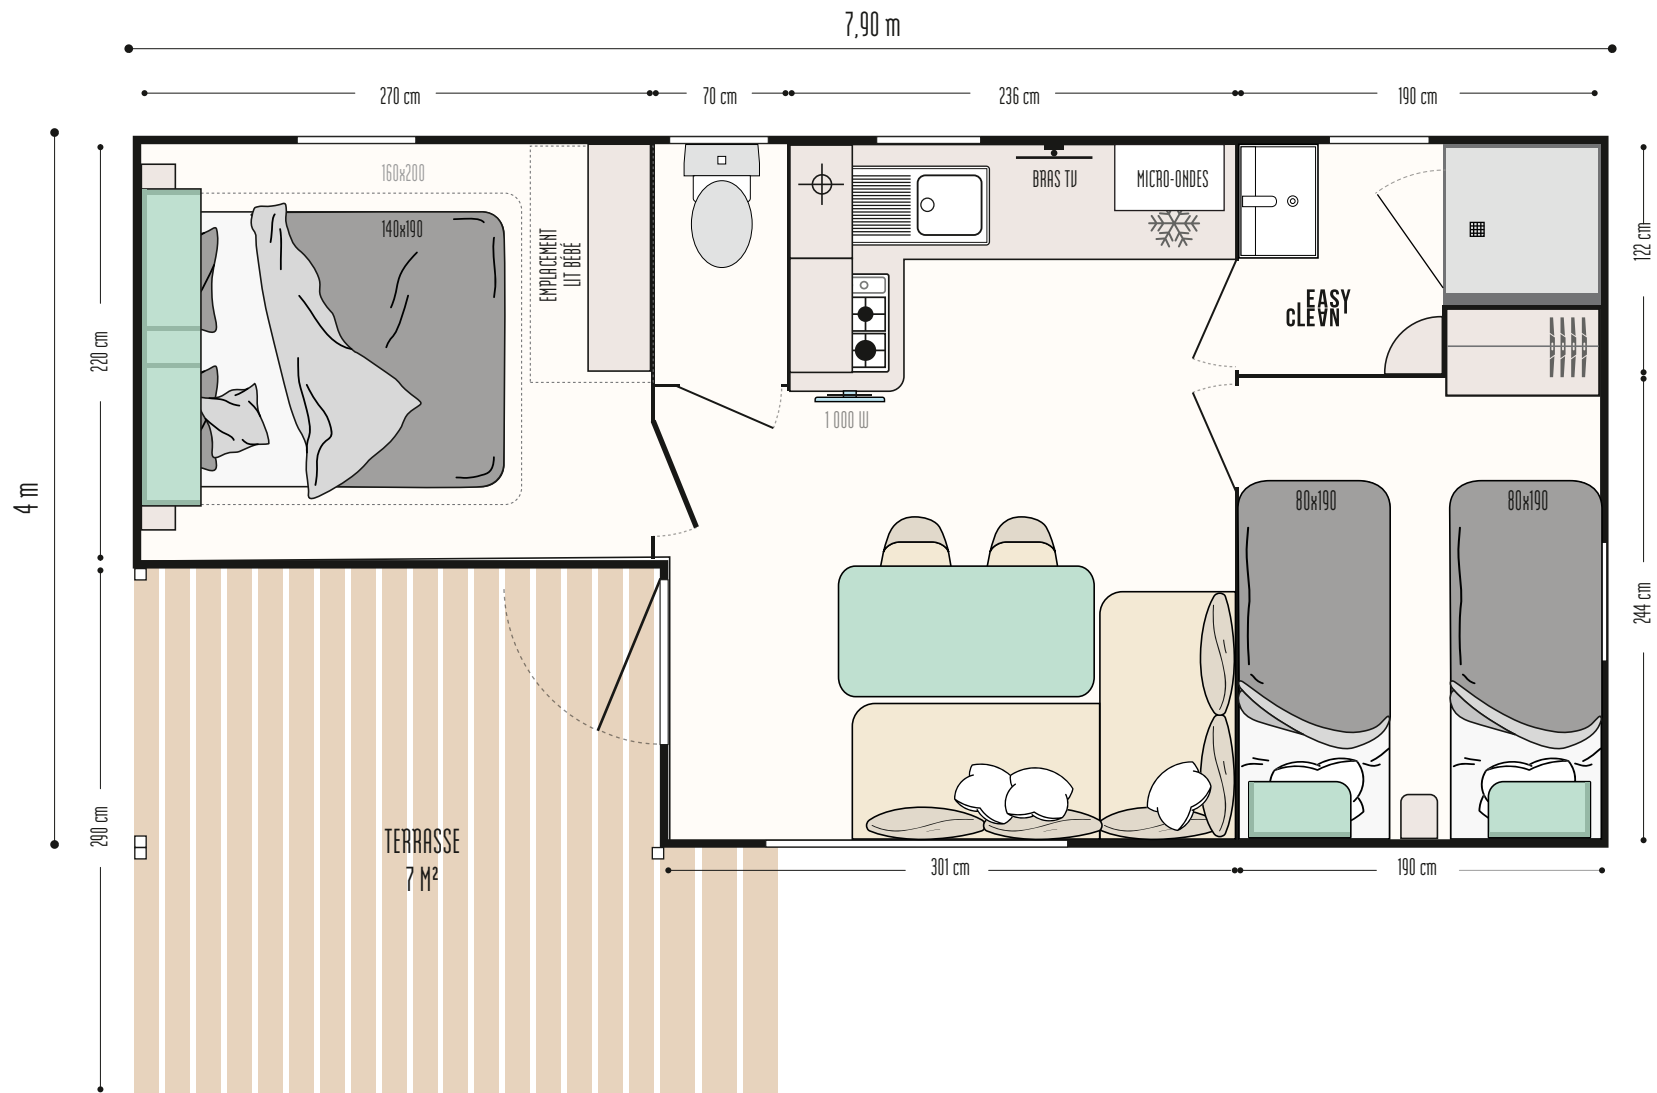 7,90 m
270 cm
70 cm
236 cm
190 cm
4 m
220 cm
290 cm
122 cm
244 cm
160x200
140x190
EMPLACEMENT
LIT BÉBÉ
BRAS TV
MICRO-ONDES
1 000 W
EASY
CLEAN
80x190
80x190
TERRASSE
7 M²
301 cm
190 cm